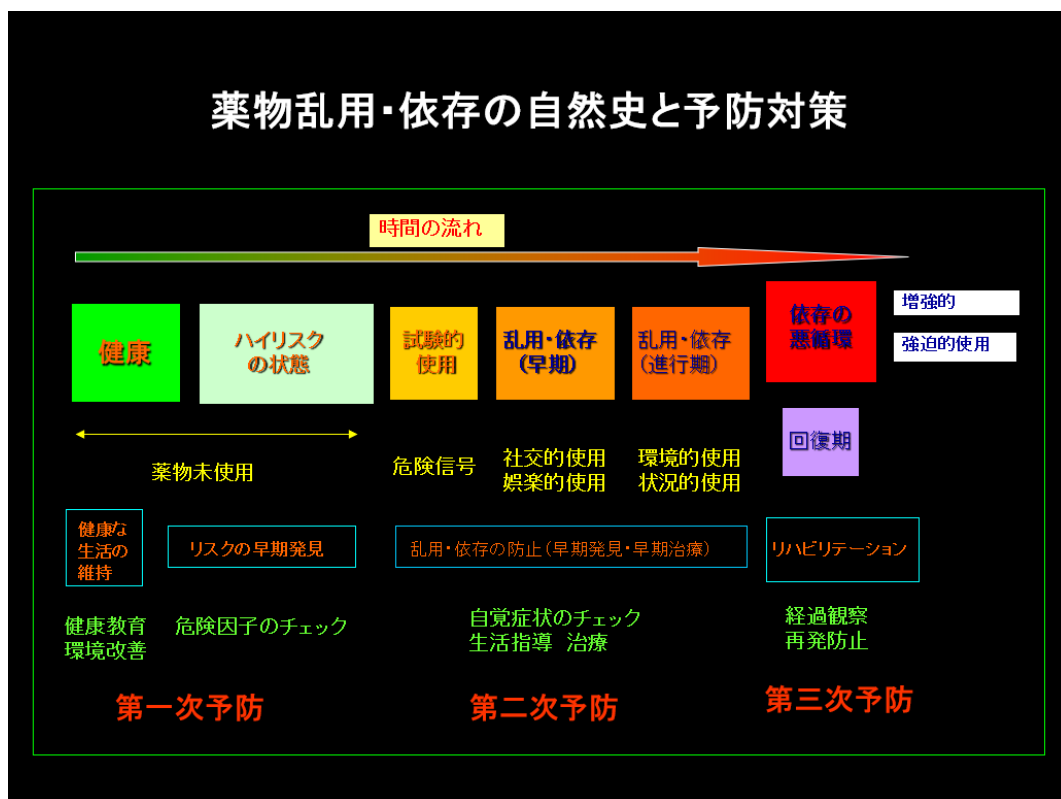 薬物乱用・依存の自然史と予防対策
時間の流れ
健康
ハイリスク
の状態
試験的
使用
乱用・依存
(早期)
乱用・依存
(進行期)
依存の
悪循環
増強的
強迫的使用
回復期
薬物未使用
危険信号
社交的使用
娯楽的使用
環境的使用
状況的使用
健康な
生活の
維持
リスクの早期発見
乱用・依存の防止(早期発見・早期治療)
リハビリテーション
健康教育
環境改善
危険因子のチェック
自覚症状のチェック
生活指導 治療
経過観察
再発防止
第一次予防
第二次予防
第三次予防